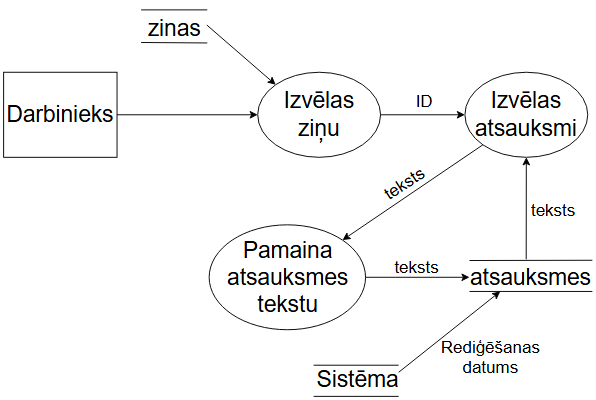 zinas
Darbinieks
Izvēlas
ziņu
ID
Izvēlas
atsauksmi
teksts
teksts
Pamaina
atsauksmes
tekstu
teksts
atsauksmes
Rediģēšanas
datums
Sistēma